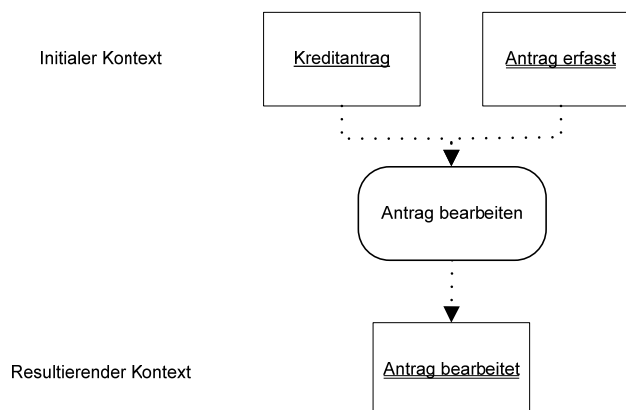 Initialer Kontext
Kreditantrag
Antrag erfasst
Antrag bearbeiten
Antrag bearbeitet
Resultierender Kontext